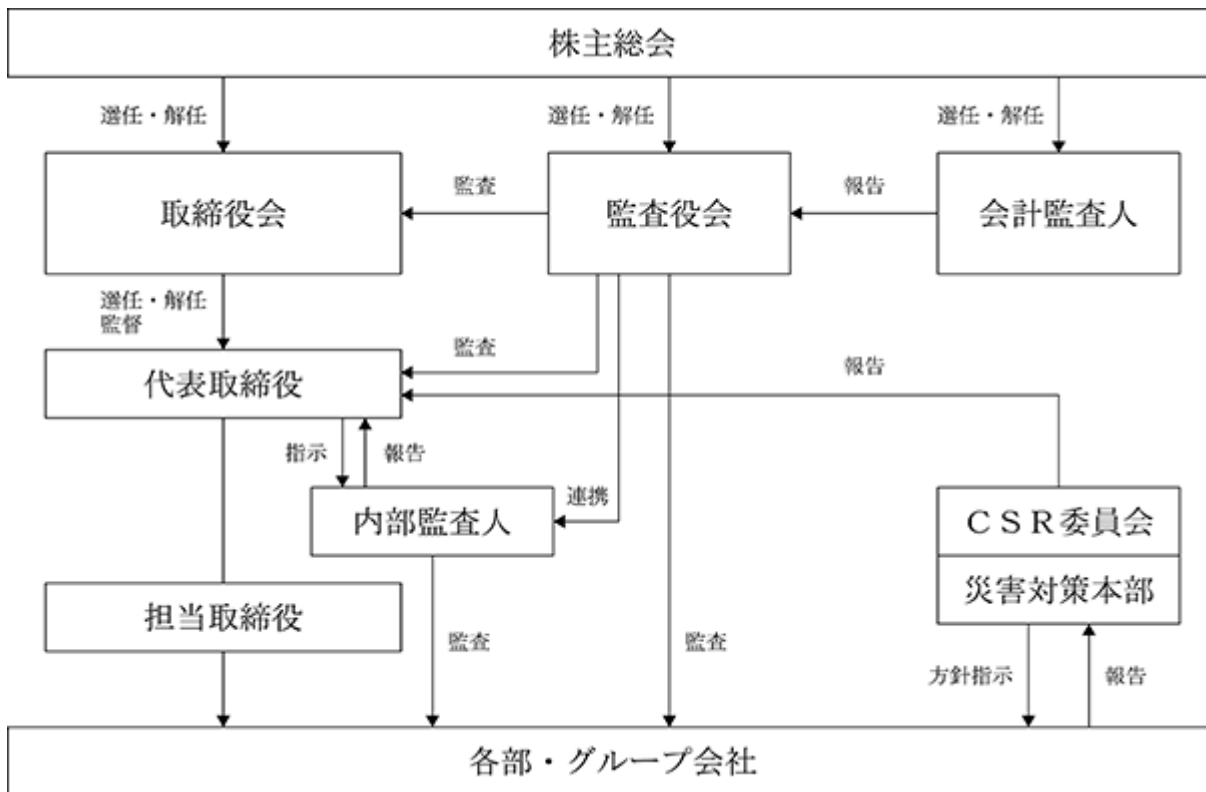 株主総会
選任・解任
選任・解任
選任・解任
取締役会
監査
監査役会
報告
会計監査人
選任・解任
監督
代表取締役
監査
報告
指示
報告
内部監査人
連携
ＣＳＲ委員会
災害対策本部
担当取締役
監査
監査
方針指示
報告
各部・グループ会社